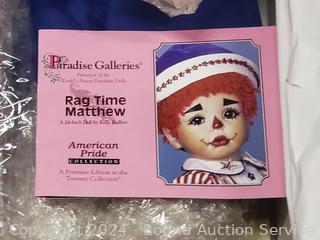 Paradise Galleries®
Purveyor of the
World's Finest Porcelain Dolls
Rag Time
Matthew
A 24-Inch Doll by Kelly RuBert
American
Pride
COLLECTION
A Premiere Edition in the
Treasury Collection®
Copyright 2024 - Bound Auction Service